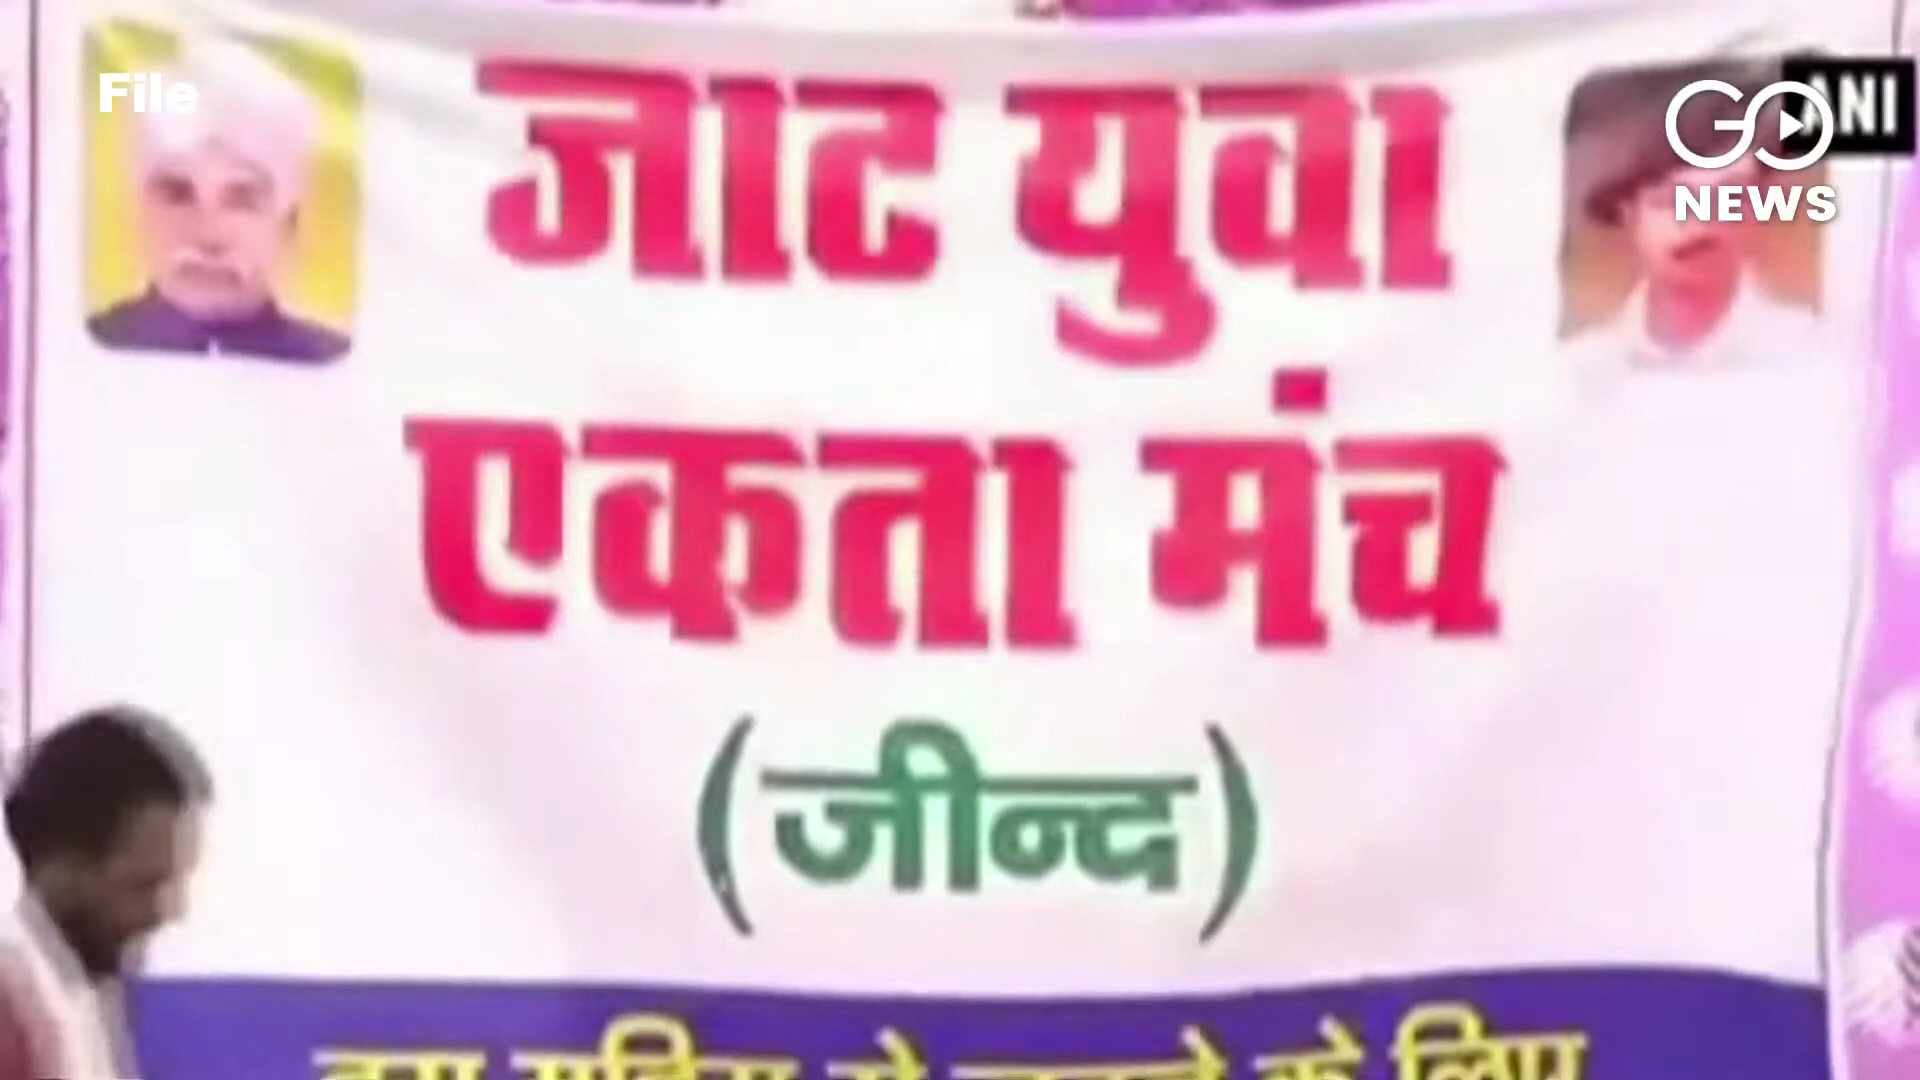 File
ANI
GO
NEWS
जाट युवा
एकता मंच
(जीन्द)
के लिए